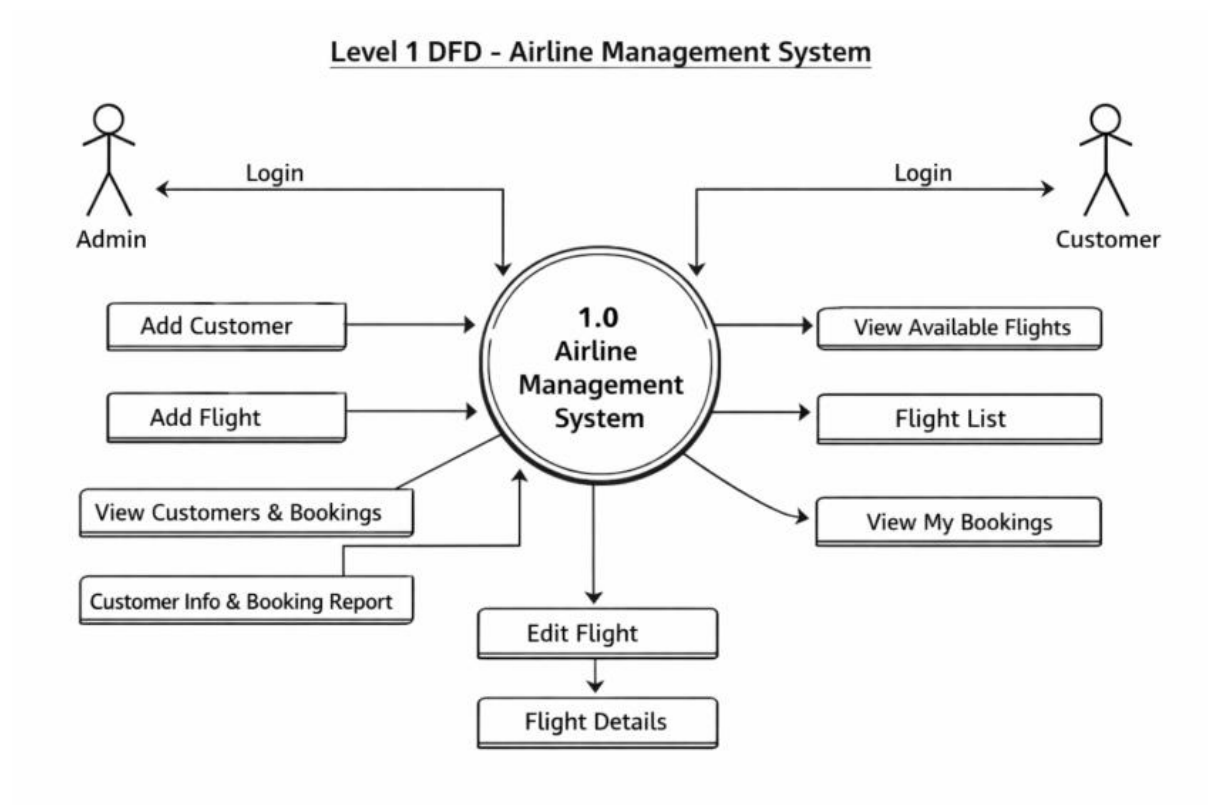 Level 1 DFD - Airline Management System
Login
Login
Admin
Customer
Add Customer
Add Flight
View Customers & Bookings
Customer Info & Booking Report
1.0
Airline
Management
System
View Available Flights
Flight List
View My Bookings
Edit Flight
Flight Details